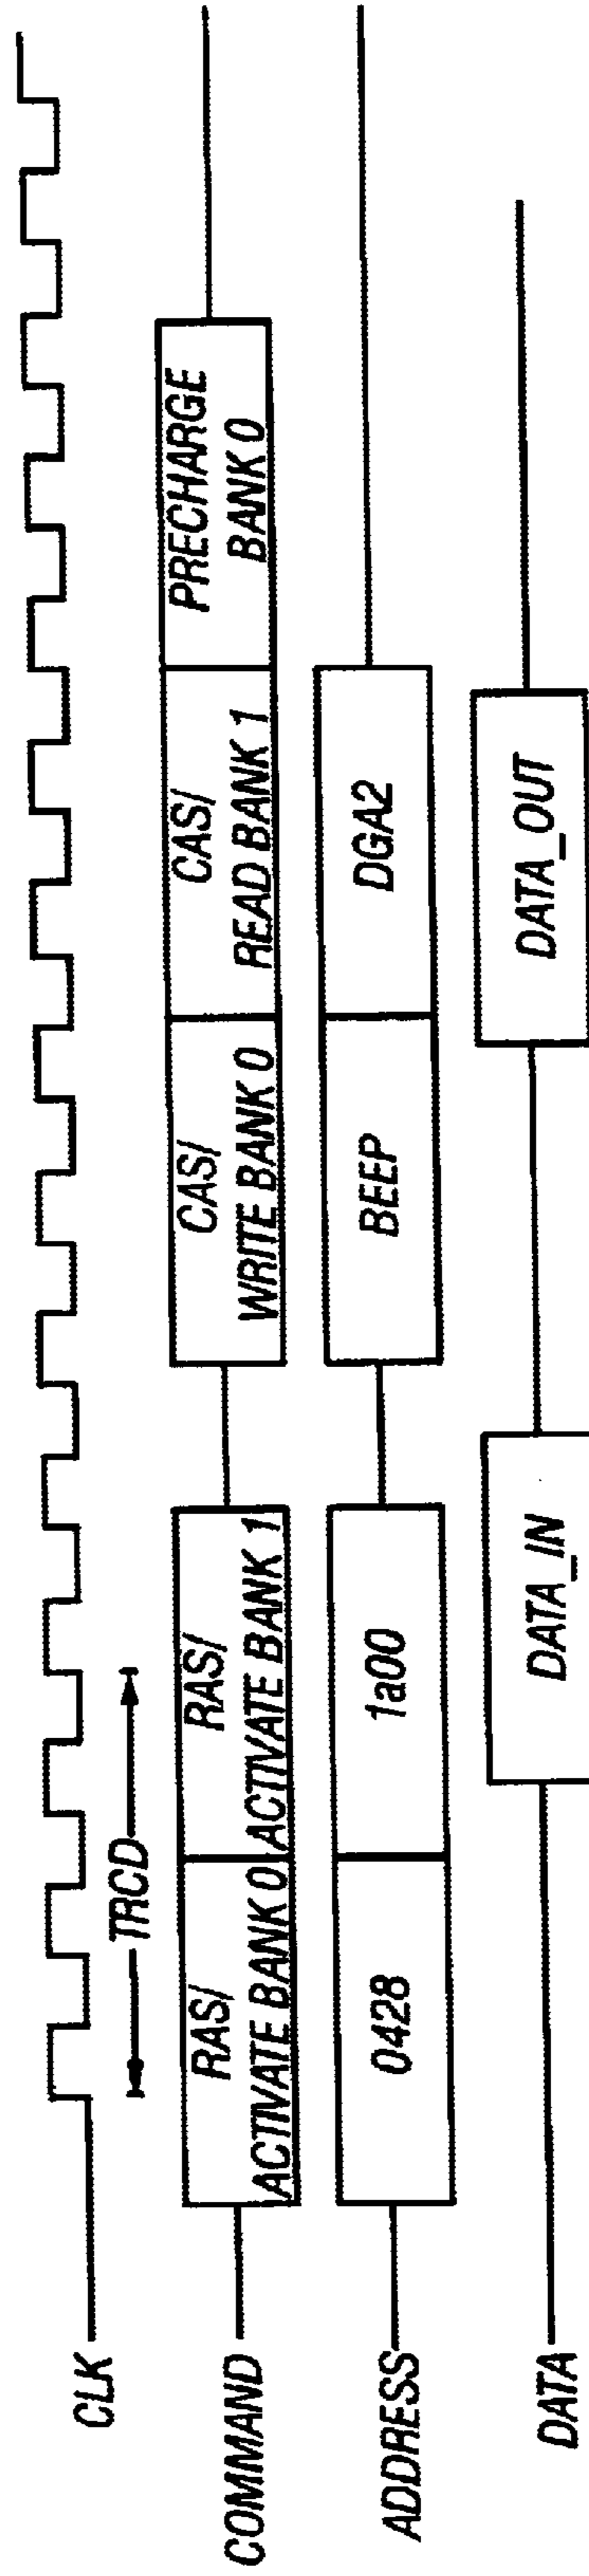 CLK
TRCD
COMMAND
RAS/
ACTIVATE BANK 0
RAS/
ACTIVATE BANK 1
CAS/
WRITE BANK 0
CAS/
READ BANK 1
PRECHARGE
BANK 0
ADDRESS
0428
1a00
BEEP
DGA2
DATA
DATA_IN
DATA_OUT